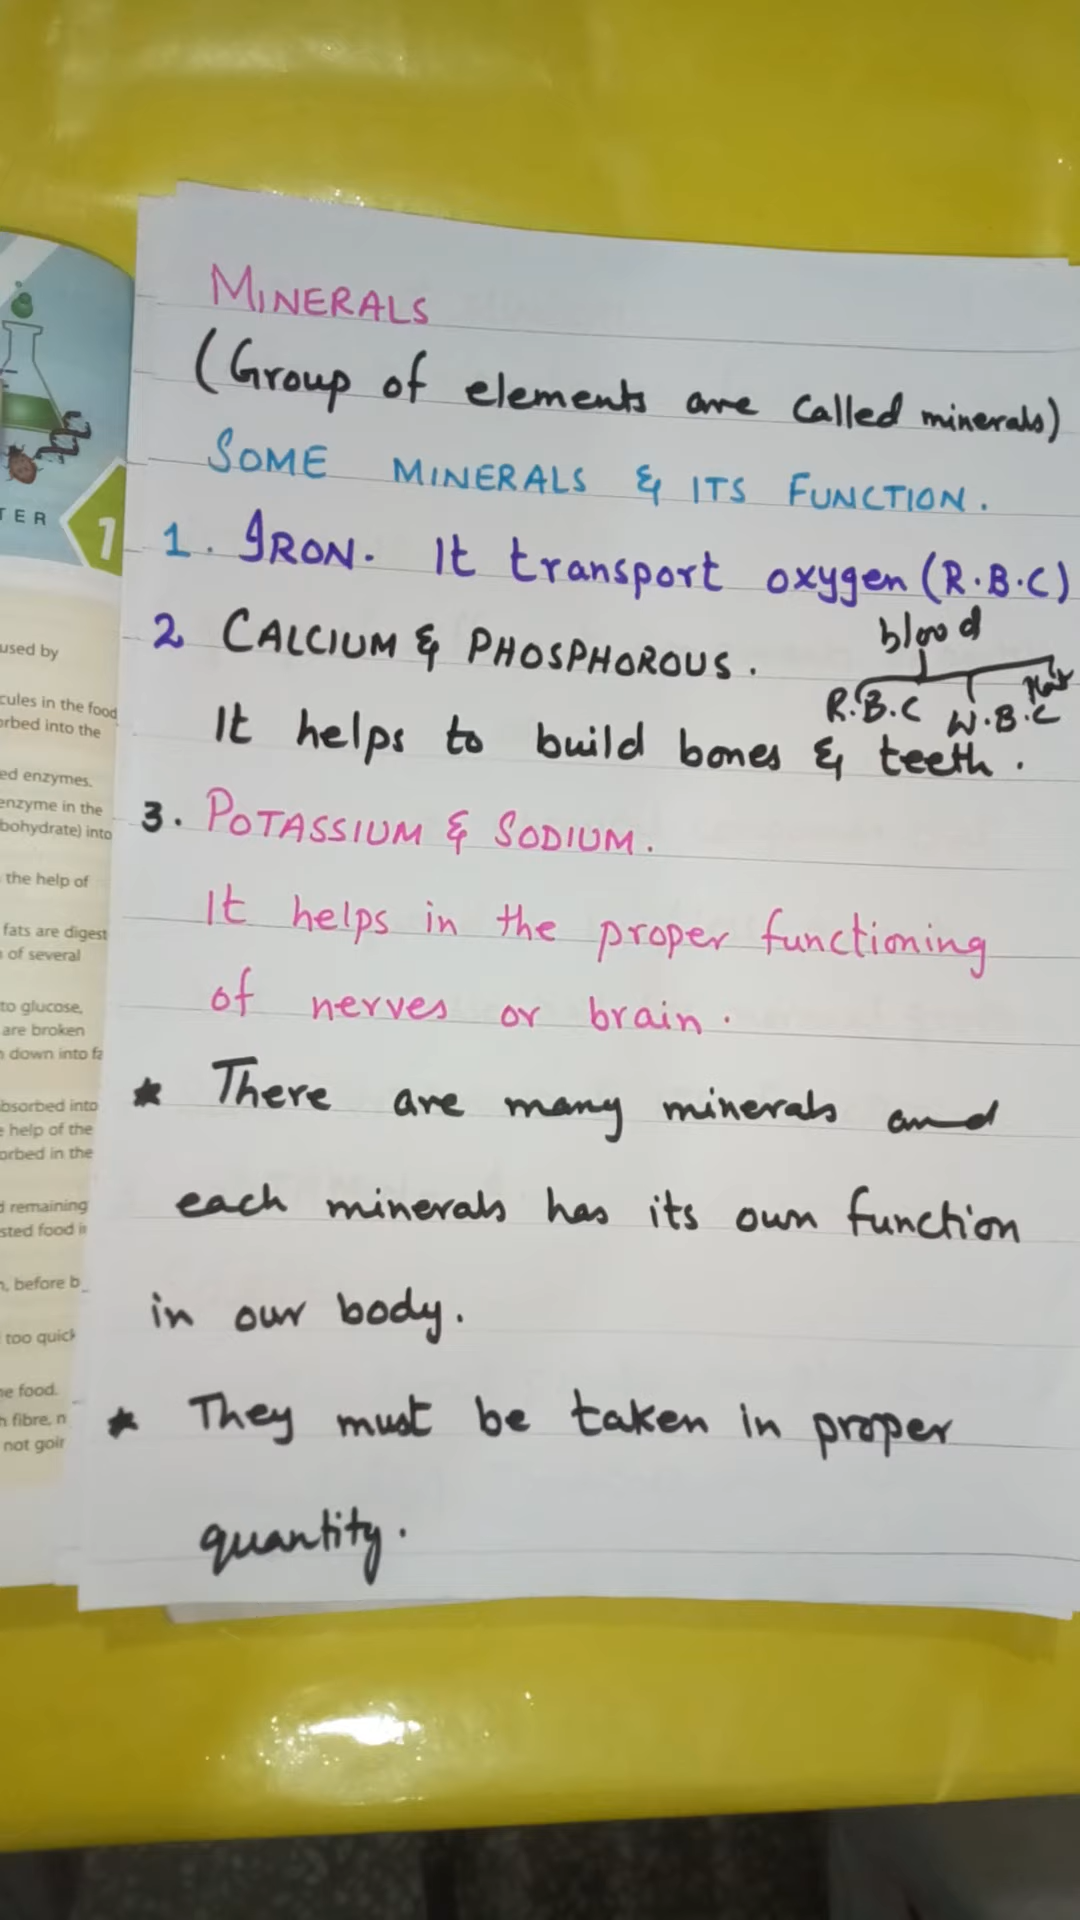 MINERALS
(Group of elements are called minerals)
SOME MINERALS & ITS FUNCTION.
1. IRON. It transport oxygen (R.B.C)
blood
R.B.C W.B.C
2 CALCIUM & PHOSPHOROUS.
It helps to build bones & teeth.
3. POTASSIUM & SODIUM.
It helps in the proper functioning
of nerves or brain.
* There are many minerals and
each minerals has its own function
in our body.
* They must be taken in proper
quantity.
TER 1
used by
cules in the food
orbed into the
ed enzymes.
enzyme in the
bohydrate) into
the help of
fats are digest
of several
to glucose,
are broken
down into fa
bsorbed into
help of the
orbed in the
remaining
sted food i
, before b
too quick
e food.
fibre, n
not goir